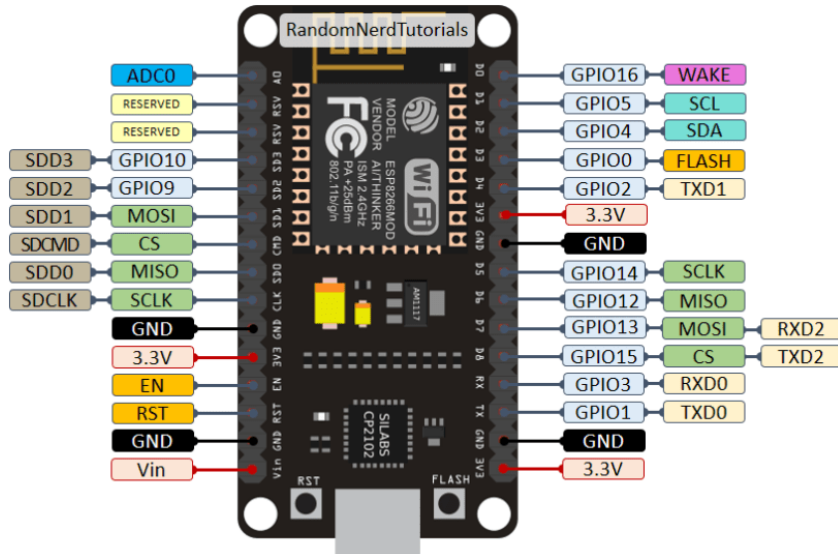 RandomNerdTutorials
ADC0
RESERVED
RESERVED
SDD3 GPIO10
SDD2 GPIO9
SDD1 MOSI
SDCMD CS
SDD0 MISO
SDCLK SCLK
GND
3.3V
EN
RST
GND
Vin
A0
RSV
RSV
SD3
SD2
SD1
CMD
SD0
CLK
GND
3V3
EN
RST
GND
Vin
MODEL
VENDOR
ESP8266MOD
AI/THINKER
ISM 2.4GHz
PA +25dBm
802.11b/g/n
FC
Wi Fi
AM1117
SILABS
CP2102
RST
FLASH
D0
D1
D2
D3
D4
3V3
GND
D5
D6
D7
D8
RX
TX
GND
3V3
GPIO16 WAKE
GPIO5 SCL
GPIO4 SDA
GPIO0 FLASH
GPIO2 TXD1
3.3V
GND
GPIO14 SCLK
GPIO12 MISO
GPIO13 MOSI RXD2
GPIO15 CS TXD2
GPIO3 RXD0
GPIO1 TXD0
GND
3.3V